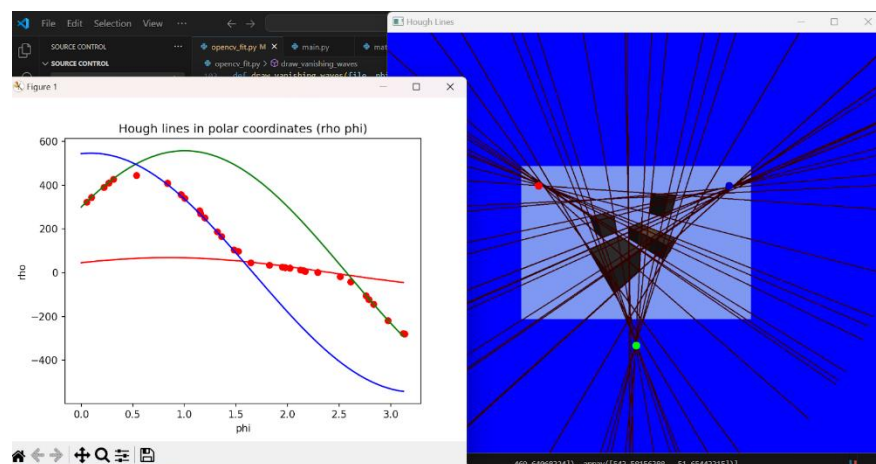 File Edit Selection View ···
Hough Lines
SOURCE CONTROL ···
opencv_fit.py M
main.py
mat
SOURCE CONTROL
opencv_fit.py > draw_vanishing_waves
def draw_vanishing_waves(file, ph
Figure 1
Hough lines in polar coordinates (rho phi)
600
400
200
0
−200
−400
rho
0.0 0.5 1.0 1.5 2.0 2.5 3.0
phi